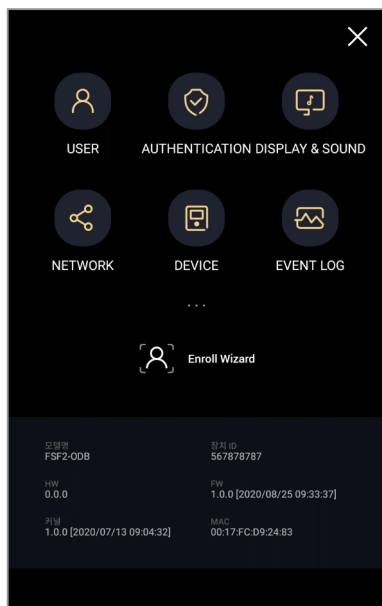 USER
AUTHENTICATION
DISPLAY & SOUND
NETWORK
DEVICE
EVENT LOG
...
Enroll Wizard
모델명
FSF2-ODB
장치 ID
567878787
HW
0.0.0
FW
1.0.0 [2020/08/25 09:33:37]
커널
1.0.0 [2020/07/13 09:04:32]
MAC
00:17:FC:D9:24:83